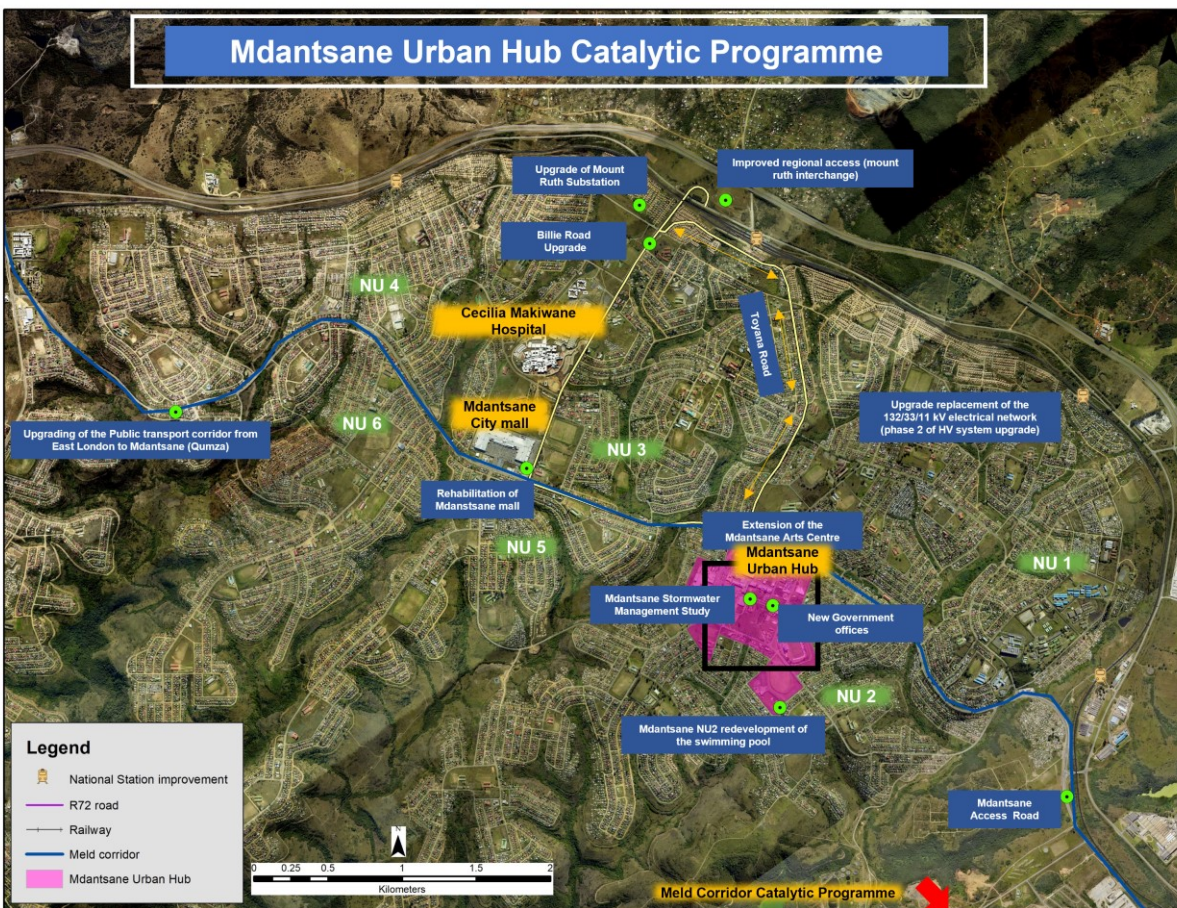 Mdantsane Urban Hub Catalytic Programme
Upgrade of Mount
Ruth Substation
Improved regional access (mount
ruth interchange)
Billie Road
Upgrade
NU 4
Cecilia Makiwane
Hospital
Toyana Road
Mdantsane
City mall
Upgrade replacement of the
132/33/11 kV electrical network
(phase 2 of HV system upgrade)
NU 6
Upgrading of the Public transport corridor from
East London to Mdantsane (Qumza)
NU 3
Rehabilitation of
Mdanstsane mall
Extension of the
Mdantsane Arts Centre
NU 5
Mdantsane
Urban Hub
NU 1
Mdantsane Stormwater
Management Study
New Government
offices
NU 2
Mdantsane NU2 redevelopment of
the swimming pool
Mdantsane
Access Road
Legend
National Station improvement
R72 road
Railway
Meld corridor
Mdantsane Urban Hub
N
0 0.25 0.5 1 1.5 2
Kilometers
Meld Corridor Catalytic Programme